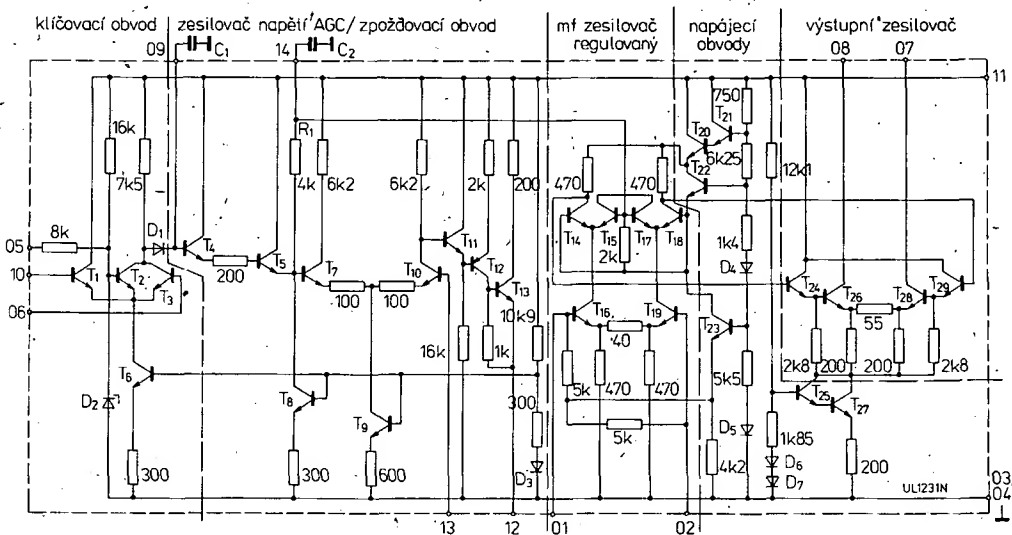 klíčovací obvod
zesilovač napětí AGC/zpožďovací obvod
mf zesilovač regulovaný
napájecí obvody
výstupní zesilovač
09
C1
14
C2
08
07
11
16k
7k5
R1
4k
6k2
6k2
2k
200
470
470
T20
T21
750
6k25
T22
12k1
05
8k
D1
T4
200
T5
T7
T10
T11
T12
T13
T14
T15
T17
T18
2k
1k4
D4
10
T1
T2
T3
100
100
10k9
T24
T26
T28
T29
55
06
T16
T19
40
T23
16k
1k
5k
470
470
5k5
2k8
200
200
2k8
T6
T8
T9
300
5k
D5
T25
T27
D2
300
300
600
D3
4k2
1k85
D6
D7
200
UL1231N
03
04
13
12
01
02